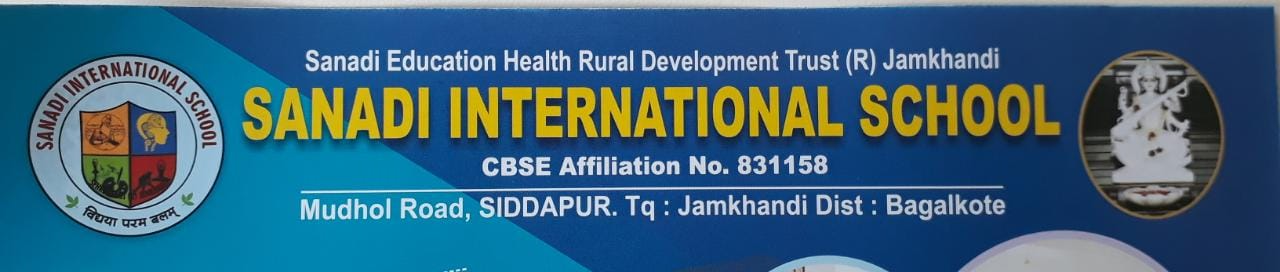 Sanadi Education Health Rural Development Trust (R) Jamkhandi
SANADI INTERNATIONAL SCHOOL
CBSE Affiliation No. 831158
Mudhol Road, SIDDAPUR. Tq : Jamkhandi Dist : Bagalkote
SANADI INTERNATIONAL SCHOOL
विद्यया परम बलम्